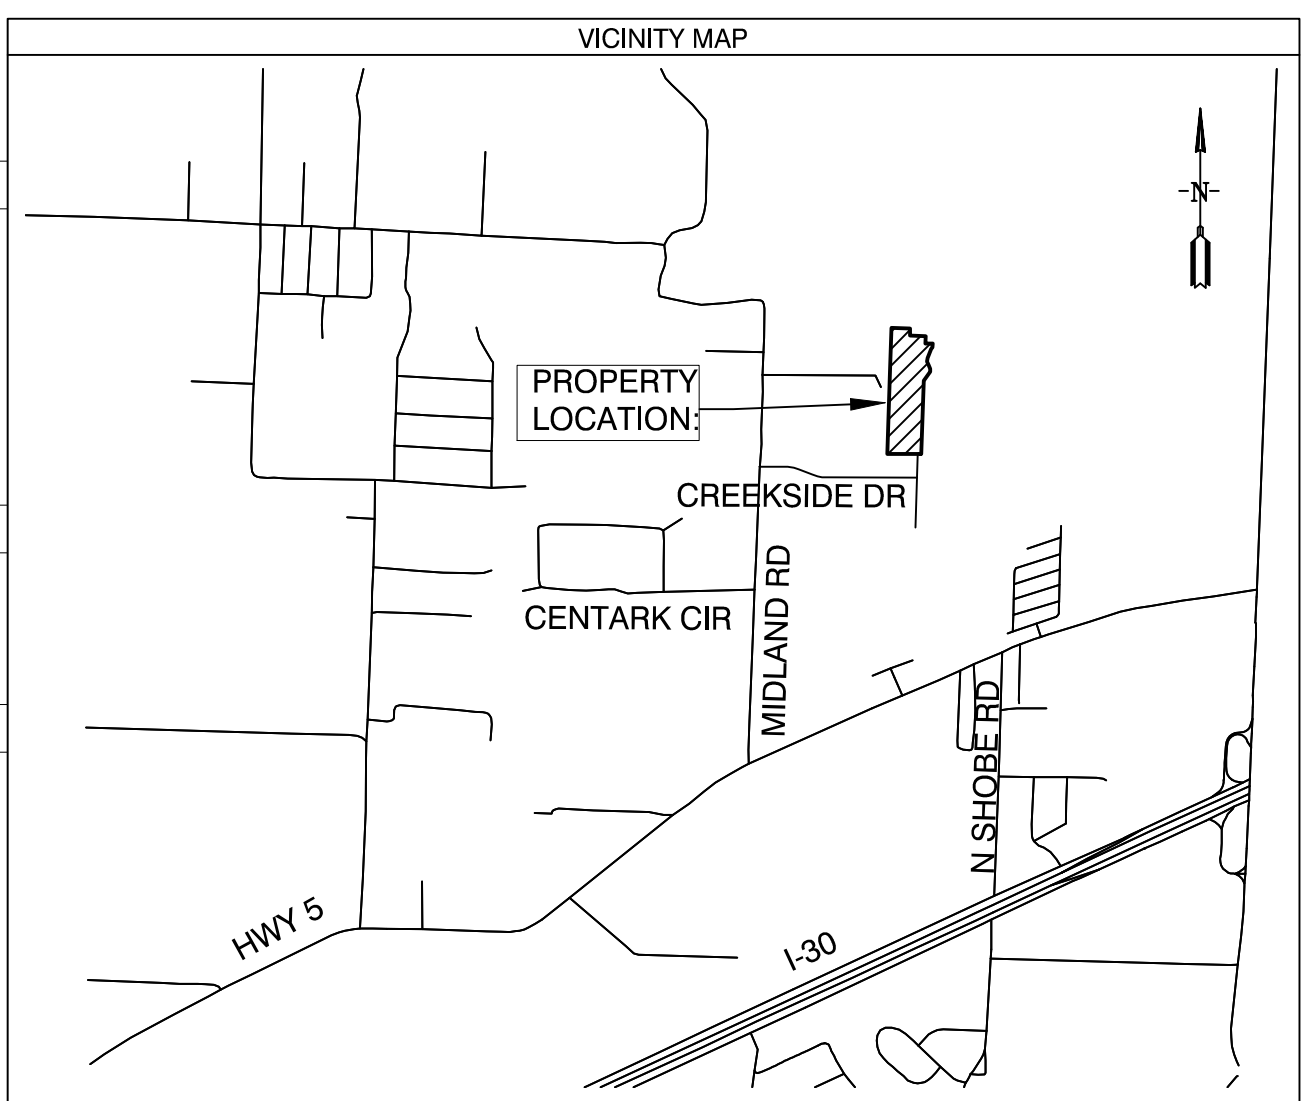 VICINITY MAP
-N-
PROPERTY
LOCATION:
CREEKSIDE DR
CENTARK CIR
MIDLAND RD
N SHOBE RD
HWY 5
I-30